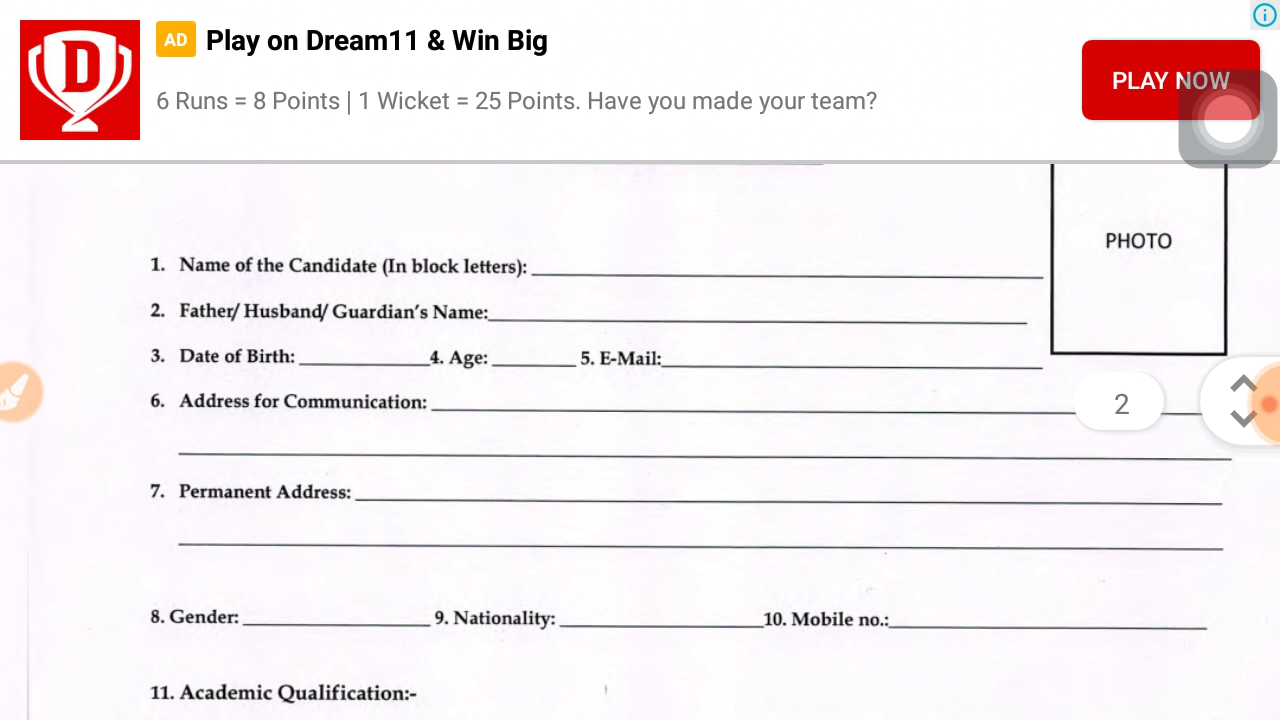 D
AD Play on Dream11 & Win Big
6 Runs = 8 Points | 1 Wicket = 25 Points. Have you made your team?
PLAY NOW
PHOTO
1. Name of the Candidate (In block letters):
2. Father/ Husband/ Guardian's Name:
3. Date of Birth: 4. Age: 5. E-Mail:
6. Address for Communication:
2
7. Permanent Address:
8. Gender: 9. Nationality: 10. Mobile no.:
11. Academic Qualification:-